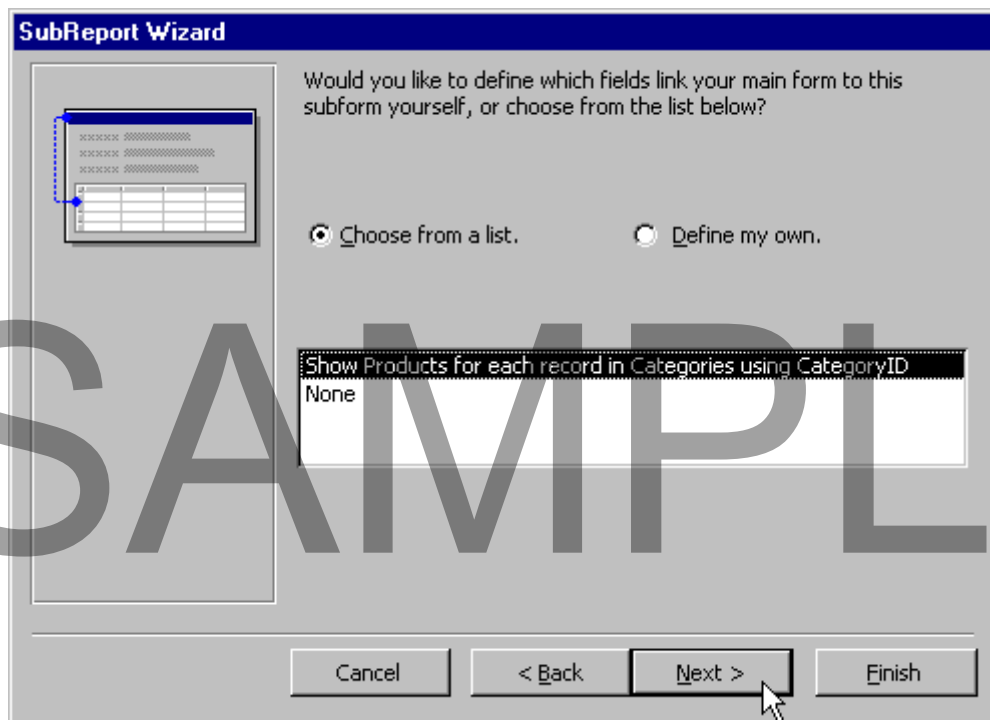 SubReport Wizard
Would you like to define which fields link your main form to this
subform yourself, or choose from the list below?
Choose from a list.
Define my own.
Show Products for each record in Categories using CategoryID
None
SAMPL
Cancel
< Back
Next >
Finish